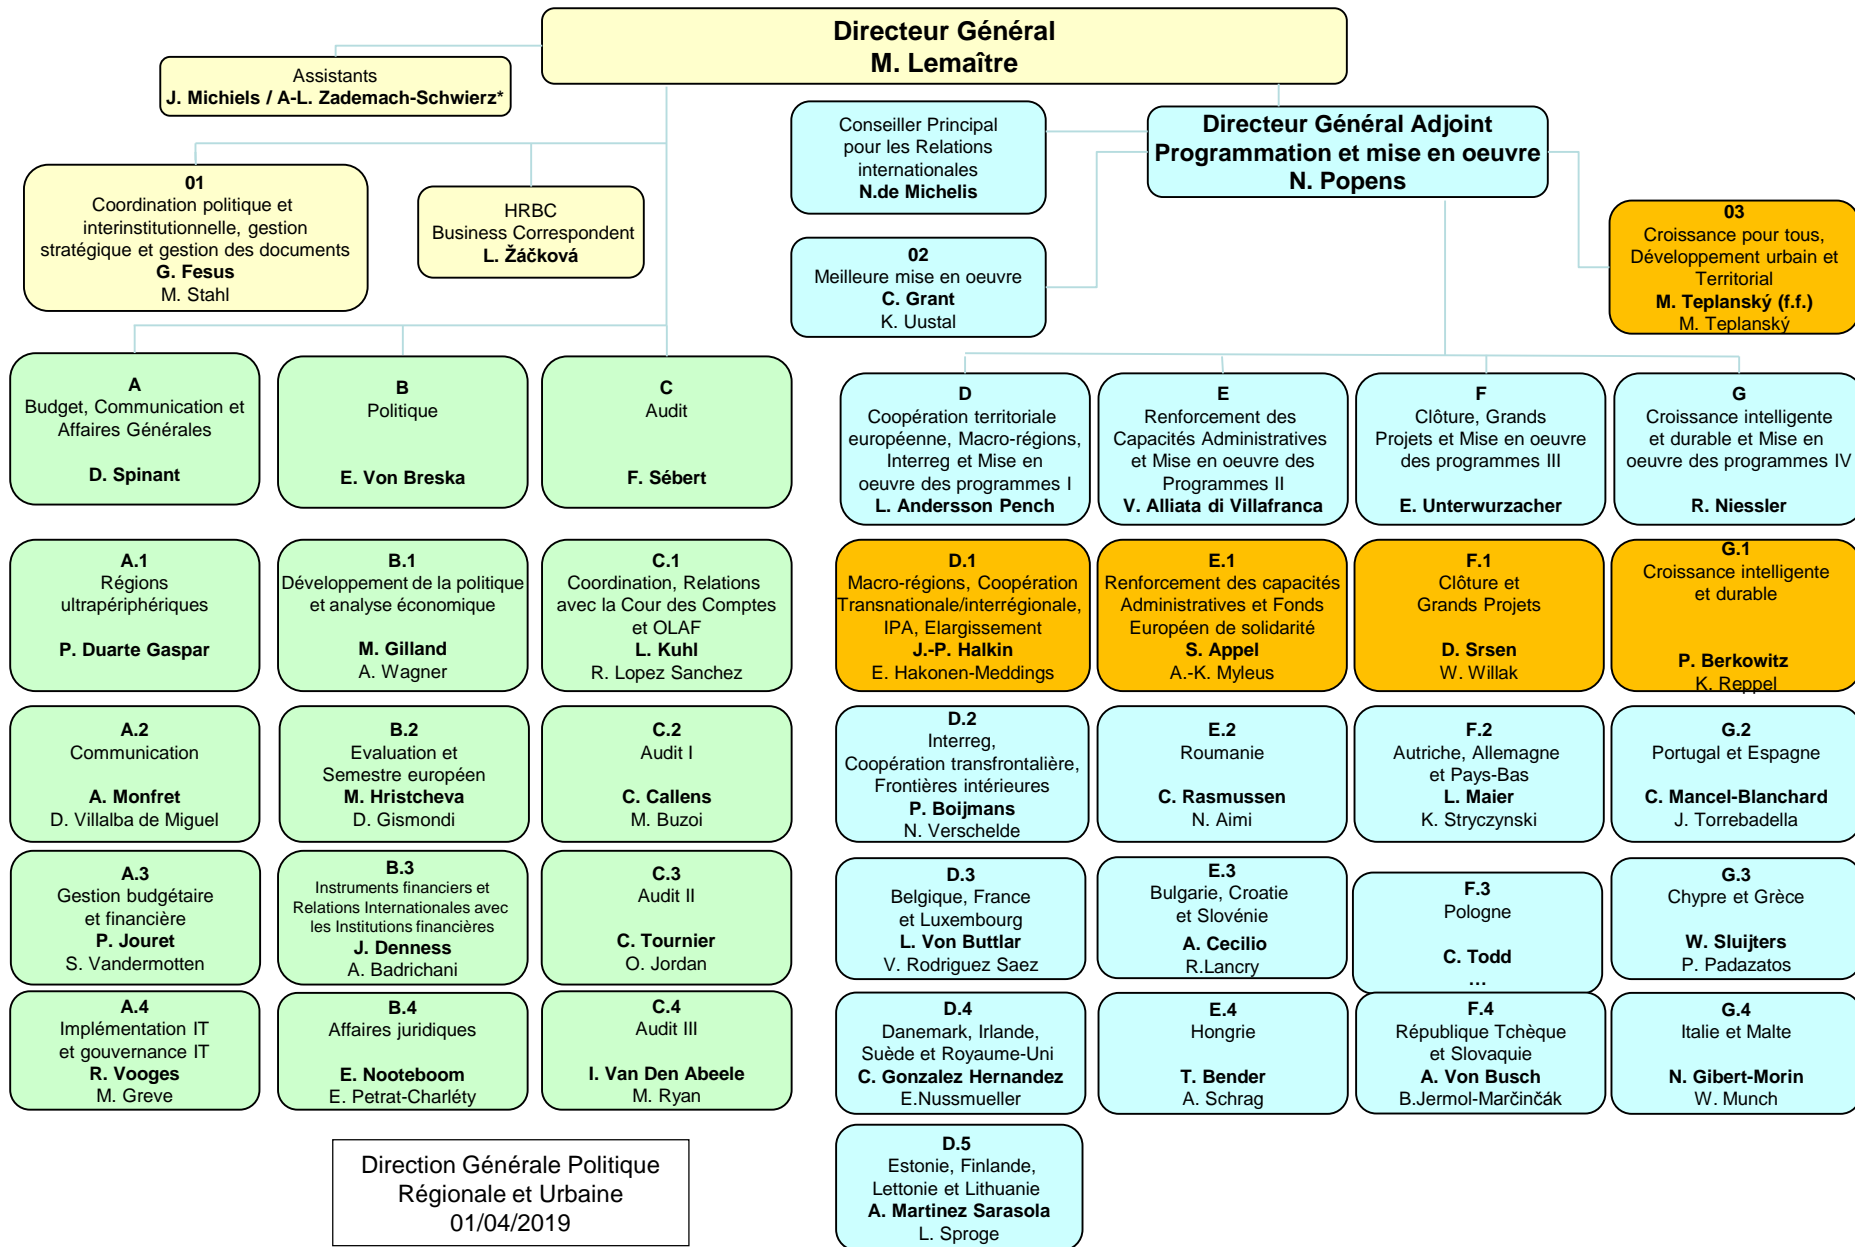 Directeur Général
M. Lemaître
Assistants
J. Michiels / A-L. Zademach-Schwierz*
Conseiller Principal
pour les Relations
internationales
N.de Michelis
Directeur Général Adjoint
Programmation et mise en oeuvre
N. Popens
01
Coordination politique et
interinstitutionnelle, gestion
stratégique et gestion des documents
G. Fesus
M. Stahl
HRBC
Business Correspondent
L. Žáčková
02
Meilleure mise en oeuvre
C. Grant
K. Uustal
03
Croissance pour tous,
Développement urbain et
Territorial
M. Teplanský (f.f.)
M. Teplanský
A
Budget, Communication et
Affaires Générales
D. Spinant
B
Politique
E. Von Breska
C
Audit
F. Sébert
D
Coopération territoriale
européenne, Macro-régions,
Interreg et Mise en
oeuvre des programmes I
L. Andersson Pench
E
Renforcement des
Capacités Administratives
et Mise en oeuvre des
Programmes II
V. Alliata di Villafranca
F
Clôture, Grands
Projets et Mise en oeuvre
des programmes III
E. Unterwurzacher
G
Croissance intelligente
et durable et Mise en
oeuvre des programmes IV
R. Niessler
A.1
Régions
ultrapériphériques
P. Duarte Gaspar
B.1
Développement de la politique
et analyse économique
M. Gilland
A. Wagner
C.1
Coordination, Relations
avec la Cour des Comptes
et OLAF
L. Kuhl
R. Lopez Sanchez
D.1
Macro-régions, Coopération
Transnationale/interrégionale,
IPA, Elargissement
J.-P. Halkin
E. Hakonen-Meddings
E.1
Renforcement des capacités
Administratives et Fonds
Européen de solidarité
S. Appel
A.-K. Myleus
F.1
Clôture et
Grands Projets
D. Srsen
W. Willak
G.1
Croissance intelligente
et durable
P. Berkowitz
K. Reppel
A.2
Communication
A. Monfret
D. Villalba de Miguel
B.2
Evaluation et
Semestre européen
M. Hristcheva
D. Gismondi
C.2
Audit I
C. Callens
M. Buzoi
D.2
Interreg,
Coopération transfrontalière,
Frontières intérieures
P. Boijmans
N. Verschelde
E.2
Roumanie
C. Rasmussen
N. Aimi
F.2
Autriche, Allemagne
et Pays-Bas
L. Maier
K. Stryczynski
G.2
Portugal et Espagne
C. Mancel-Blanchard
J. Torrebadella
A.3
Gestion budgétaire
et financière
P. Jouret
S. Vandermotten
B.3
Instruments financiers et
Relations Internationales avec
les Institutions financières
J. Denness
A. Badrichani
C.3
Audit II
C. Tournier
O. Jordan
D.3
Belgique, France
et Luxembourg
L. Von Buttlar
V. Rodriguez Saez
E.3
Bulgarie, Croatie
et Slovénie
A. Cecilio
R.Lancry
F.3
Pologne
C. Todd
...
G.3
Chypre et Grèce
W. Sluijters
P. Padazatos
A.4
Implémentation IT
et gouvernance IT
R. Vooges
M. Greve
B.4
Affaires juridiques
E. Nooteboom
E. Petrat-Charléty
C.4
Audit III
I. Van Den Abeele
M. Ryan
D.4
Danemark, Irlande,
Suède et Royaume-Uni
C. Gonzalez Hernandez
E.Nussmueller
E.4
Hongrie
T. Bender
A. Schrag
F.4
République Tchèque
et Slovaquie
A. Von Busch
B.Jermol-Marčinčák
G.4
Italie et Malte
N. Gibert-Morin
W. Munch
D.5
Estonie, Finlande,
Lettonie et Lithuanie
A. Martinez Sarasola
L. Sproge
Direction Générale Politique
Régionale et Urbaine
01/04/2019